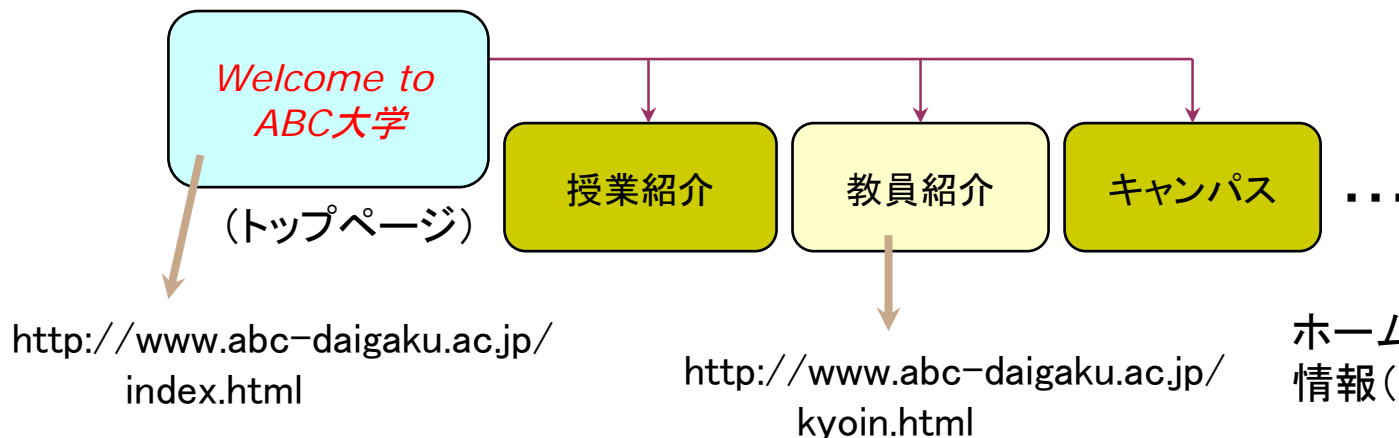 Welcome to
ABC大学
授業紹介
教員紹介
キャンパス
･･･
(トップページ)
http://www.abc-daigaku.ac.jp/
index.html
http://www.abc-daigaku.ac.jp/
kyoin.html
ホーム
情報(